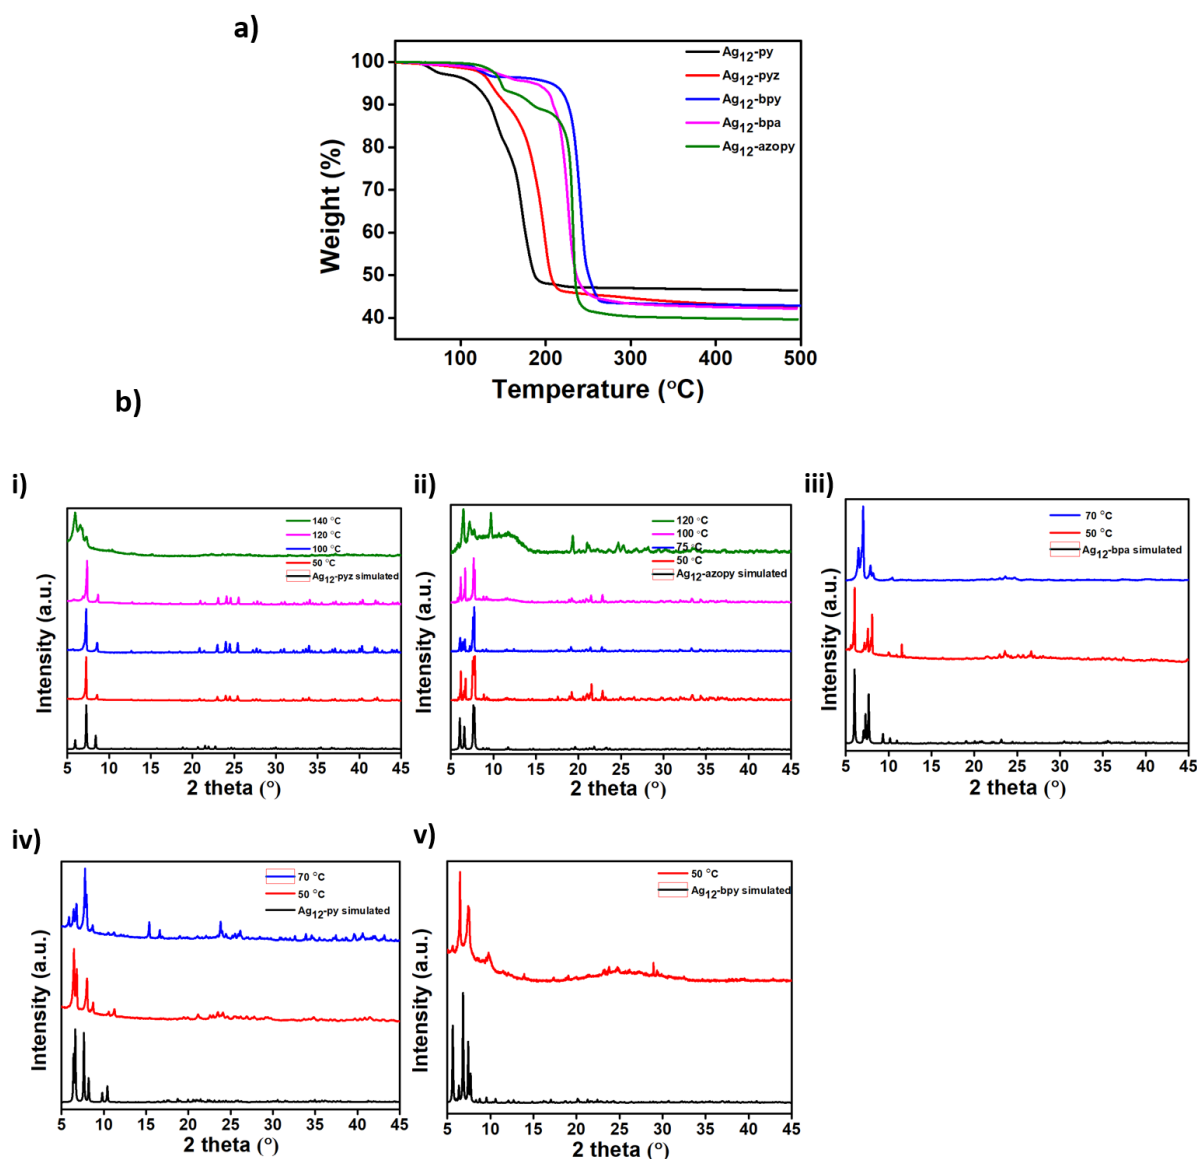 a)
Ag12-py
Ag12-pyz
Ag12-bpy
Ag12-bpa
Ag12-azopy
100
90
80
70
60
50
40
Weight (%)
100 200 300 400 500
Temperature (°C)
b)
i)
140 °C
120 °C
100 °C
50 °C
Ag12-pyz simulated
Intensity (a.u.)
5 10 15 20 25 30 35 40 45
2 theta (°)
ii)
120 °C
100 °C
75 °C
50 °C
Ag12-azopy simulated
Intensity (a.u.)
5 10 15 20 25 30 35 40 45
2 theta (°)
iii)
70 °C
50 °C
Ag12-bpa simulated
Intensity (a.u.)
5 10 15 20 25 30 35 40 45
2 theta (°)
iv)
70 °C
50 °C
Ag12-py simulated
Intensity (a.u.)
5 10 15 20 25 30 35 40 45
2 theta (°)
v)
50 °C
Ag12-bpy simulated
Intensity (a.u.)
5 10 15 20 25 30 35 40 45
2 theta (°)